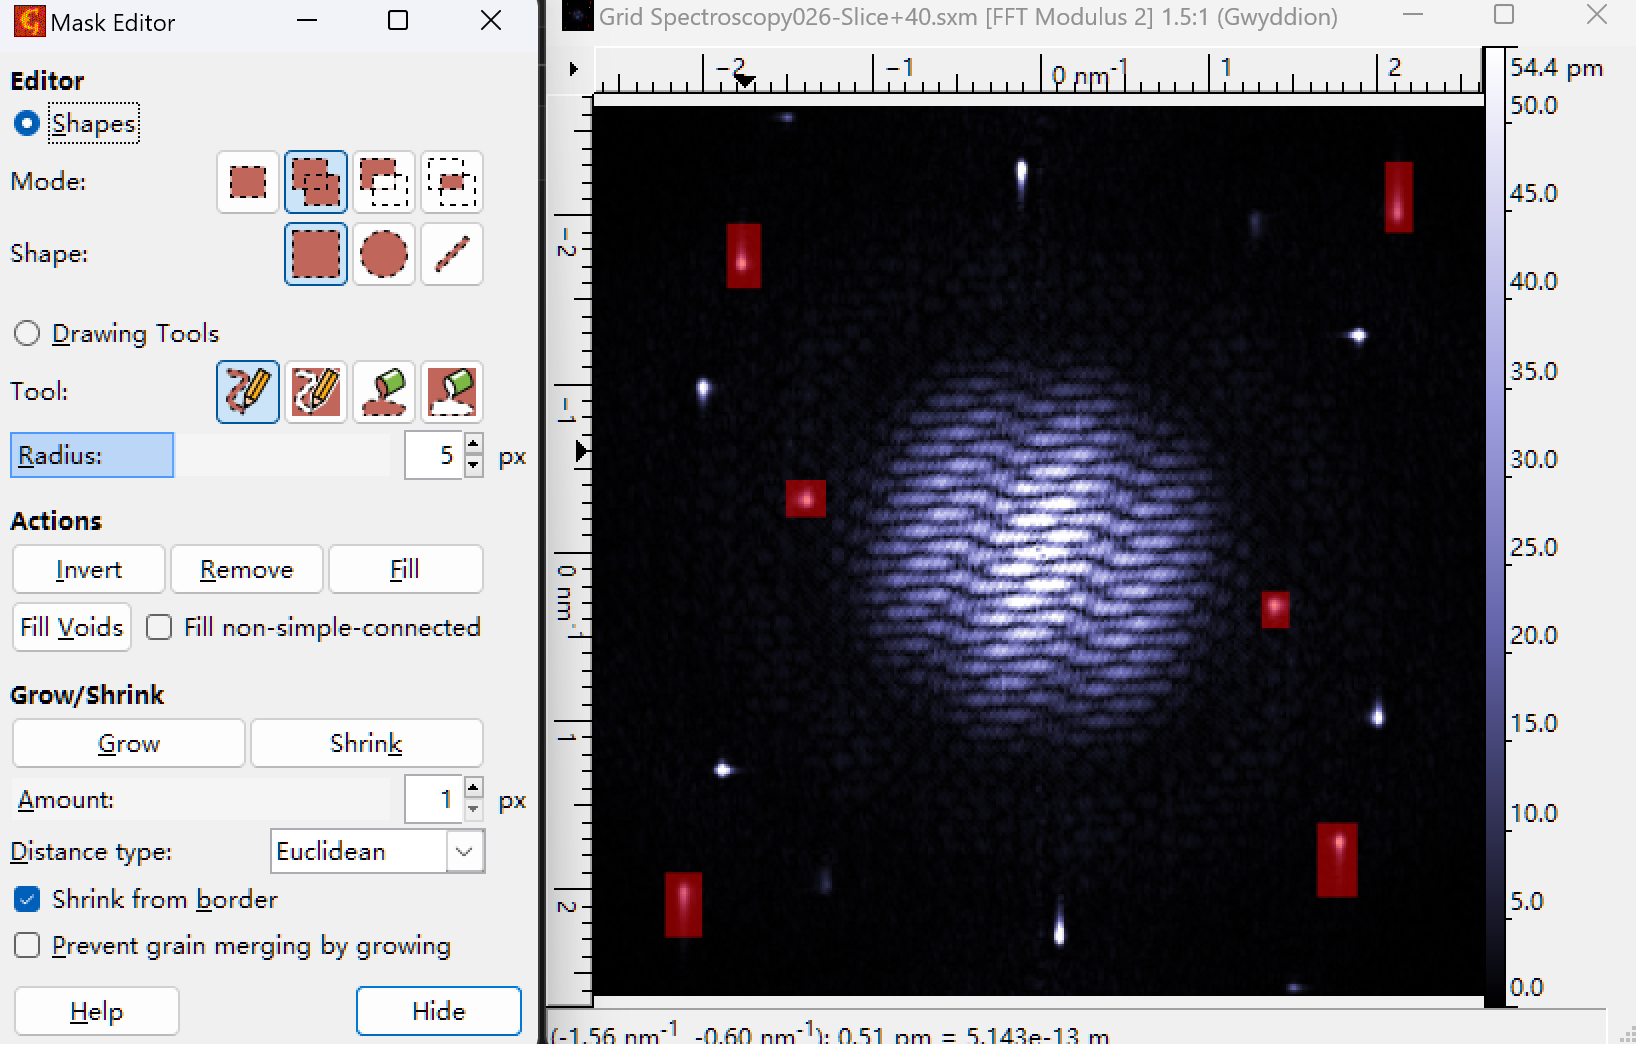 Mask Editor
Editor
Shapes
Mode:
Shape:
Drawing Tools
Tool:
Radius:
5 px
Actions
Invert Remove Fill
Fill Voids Fill non-simple-connected
Grow/Shrink
Grow Shrink
Amount:
1 px
Distance type: Euclidean
Shrink from border
Prevent grain merging by growing
Help Hide
Grid Spectroscopy026-Slice+40.sxm [FFT Modulus 2] 1.5:1 (Gwyddion)
−2 −1 0 nm⁻¹ 1 2
−2
−1
0 nm⁻¹
1
2
54.4 pm
50.0
45.0
40.0
35.0
30.0
25.0
20.0
15.0
10.0
5.0
0.0
(-1.56 nm⁻¹ -0.60 nm⁻¹): 0.51 pm = 5.143e-13 m